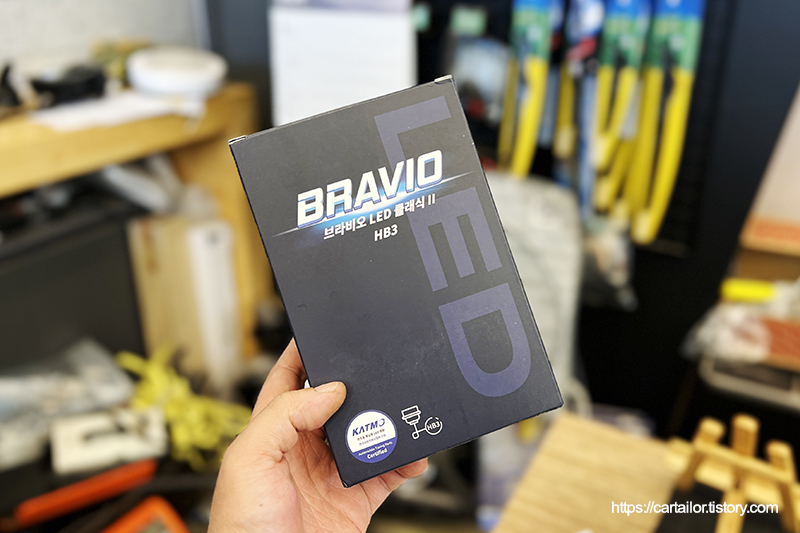 LED
BRAVIO
브라비오 LED 클래식 II
HB3
KATMO
Certified
HB3
https://cartailor.tistory.com